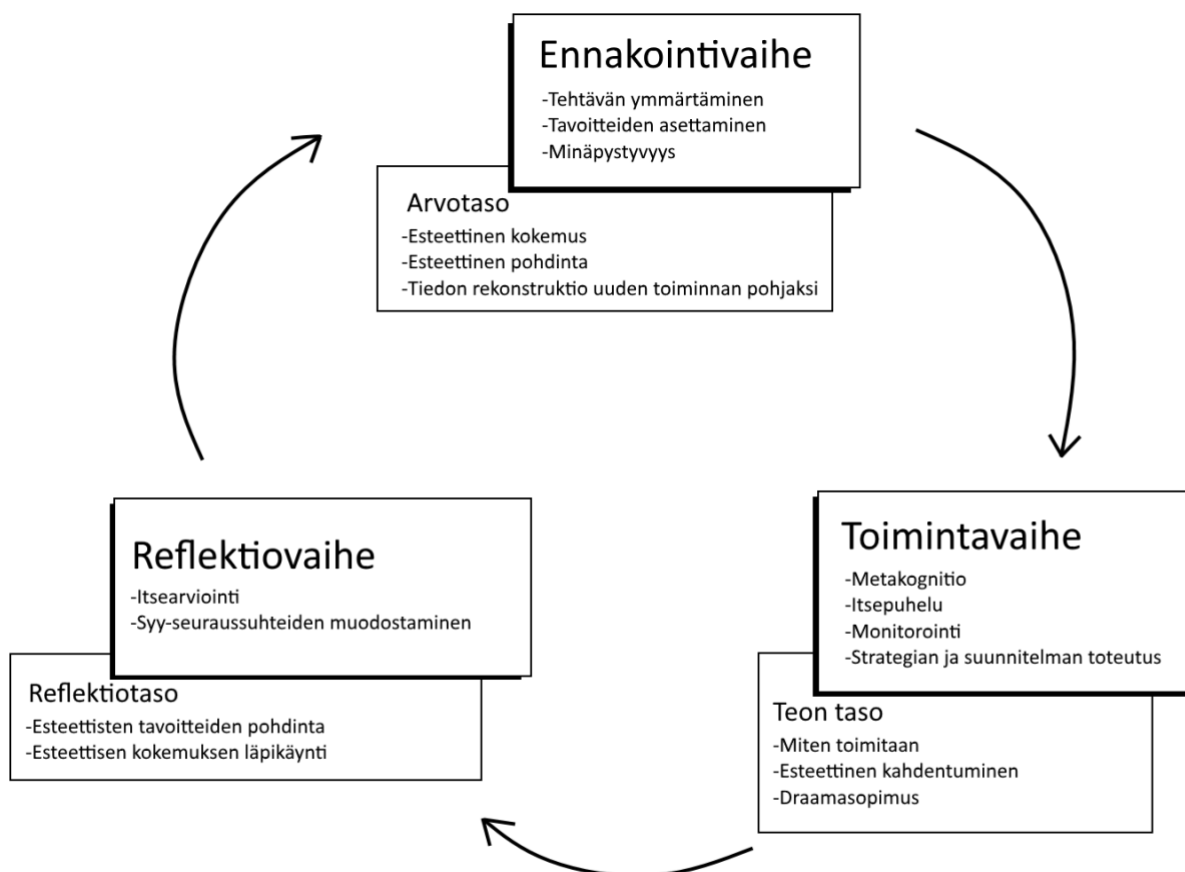 Ennakointivaihe
-Tehtävän ymmärtäminen
-Tavoitteiden asettaminen
-Minäpystyvyys
Arvotaso
-Esteettinen kokemus
-Esteettinen pohdinta
-Tiedon rekonstruktio uuden toiminnan pohjaksi
Toimintavaihe
-Metakognitio
-Itsepuhelu
-Monitorointi
-Strategian ja suunnitelman toteutus
Teon taso
-Miten toimitaan
-Esteettinen kahdentuminen
-Draamasopimus
Reflektiovaihe
-Itsearviointi
-Syy-seuraussuhteiden muodostaminen
Reflektiotaso
-Esteettisten tavoitteiden pohdinta
-Esteettisen kokemuksen läpikäynti